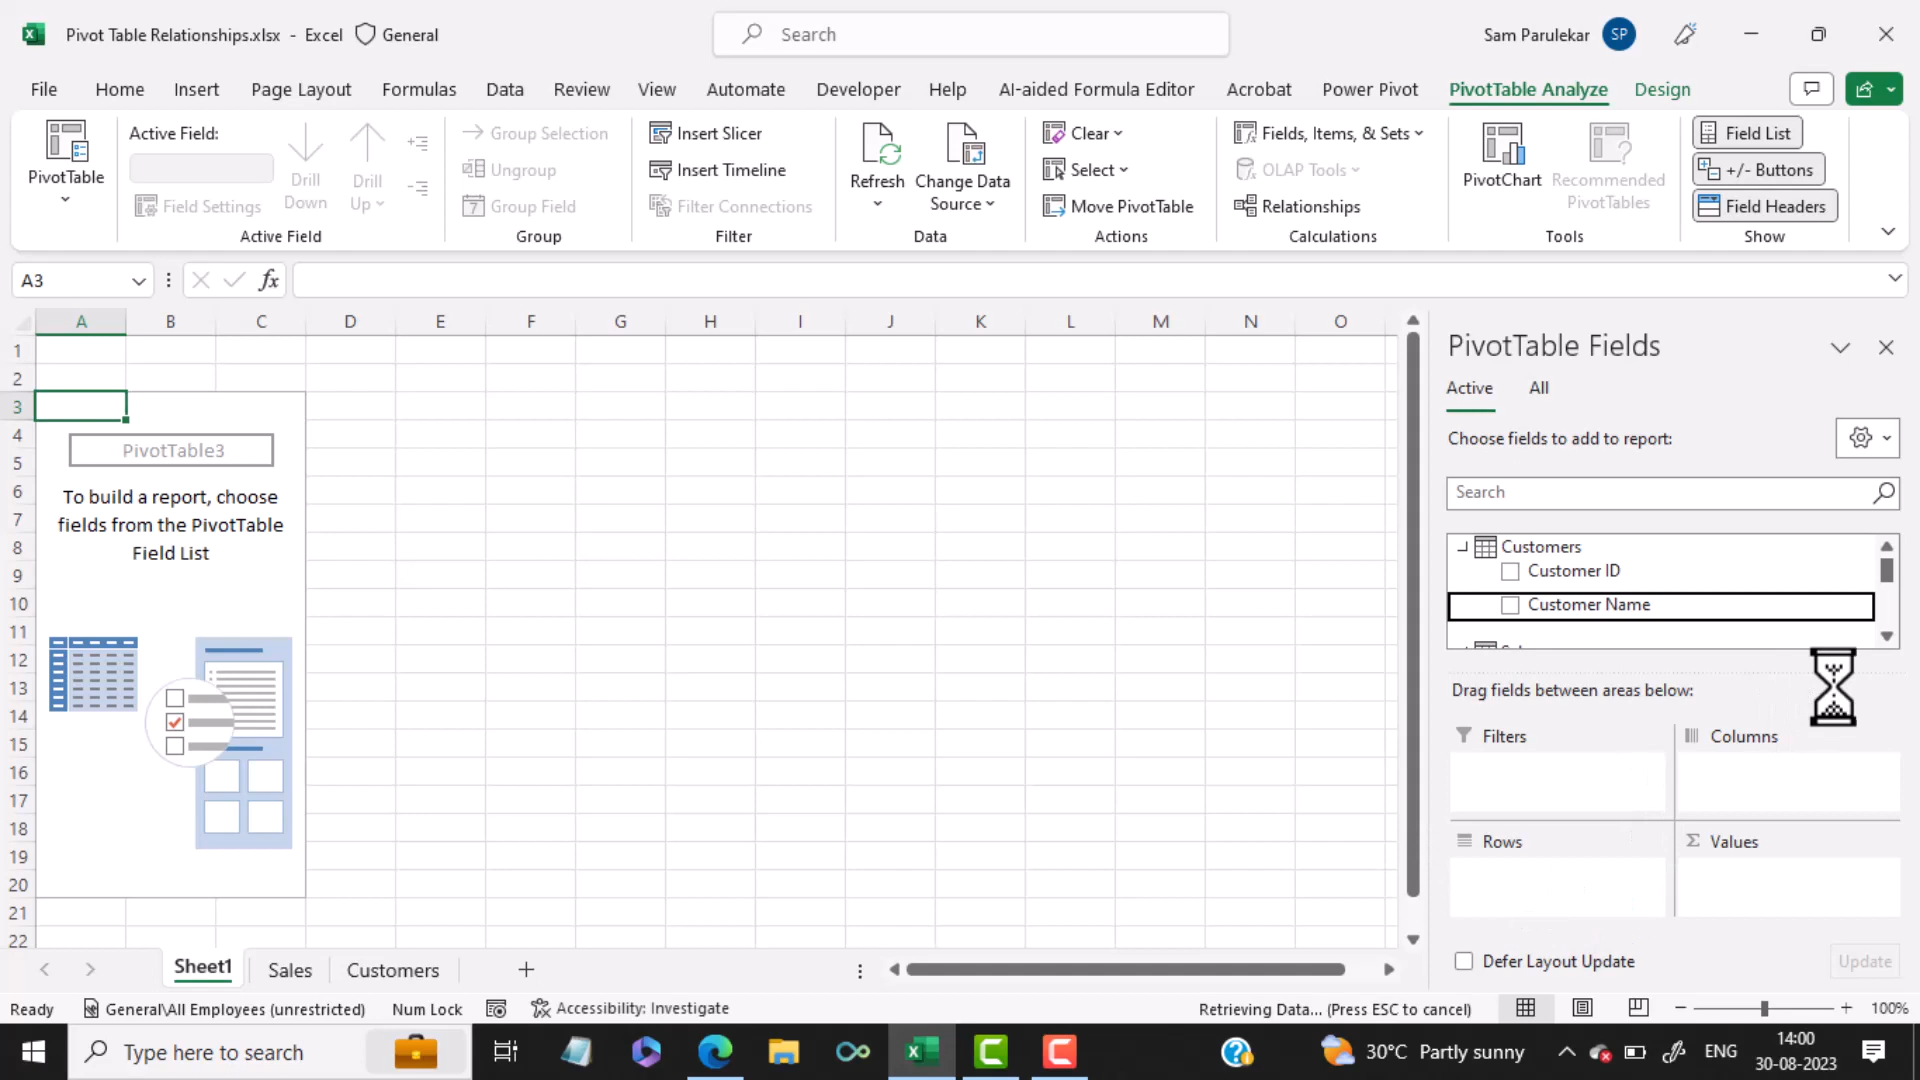 Pivot Table Relationships.xlsx - Excel General
Search
Sam Parulekar SP
File Home Insert Page Layout Formulas Data Review View Automate Developer Help AI-aided Formula Editor Acrobat Power Pivot PivotTable Analyze Design
PivotTable
Active Field:
Field Settings
Drill Down
Drill Up
Active Field
Group Selection
Ungroup
7 Group Field
Group
Insert Slicer
Insert Timeline
Filter Connections
Filter
Refresh
Change Data Source
Data
Clear
Select
Move PivotTable
Actions
Fields, Items, & Sets
OLAP Tools
Relationships
Calculations
PivotChart
Recommended PivotTables
Tools
Field List
+/- Buttons
Field Headers
Show
A3
fx
A B C D E F G H I J K L M N O
1
2
3
4
5
6
7
8
9
10
11
12
13
14
15
16
17
18
19
20
21
22
PivotTable3
To build a report, choose
fields from the PivotTable
Field List
PivotTable Fields
Active All
Choose fields to add to report:
Search
Customers
Customer ID
Customer Name
Drag fields between areas below:
Filters
Columns
Rows
Σ Values
Defer Layout Update
Update
Sheet1 Sales Customers
Ready General\All Employees (unrestricted) Num Lock Accessibility: Investigate Retrieving Data... (Press ESC to cancel) 100%
Type here to search
30°C Partly sunny
ENG
14:00
30-08-2023